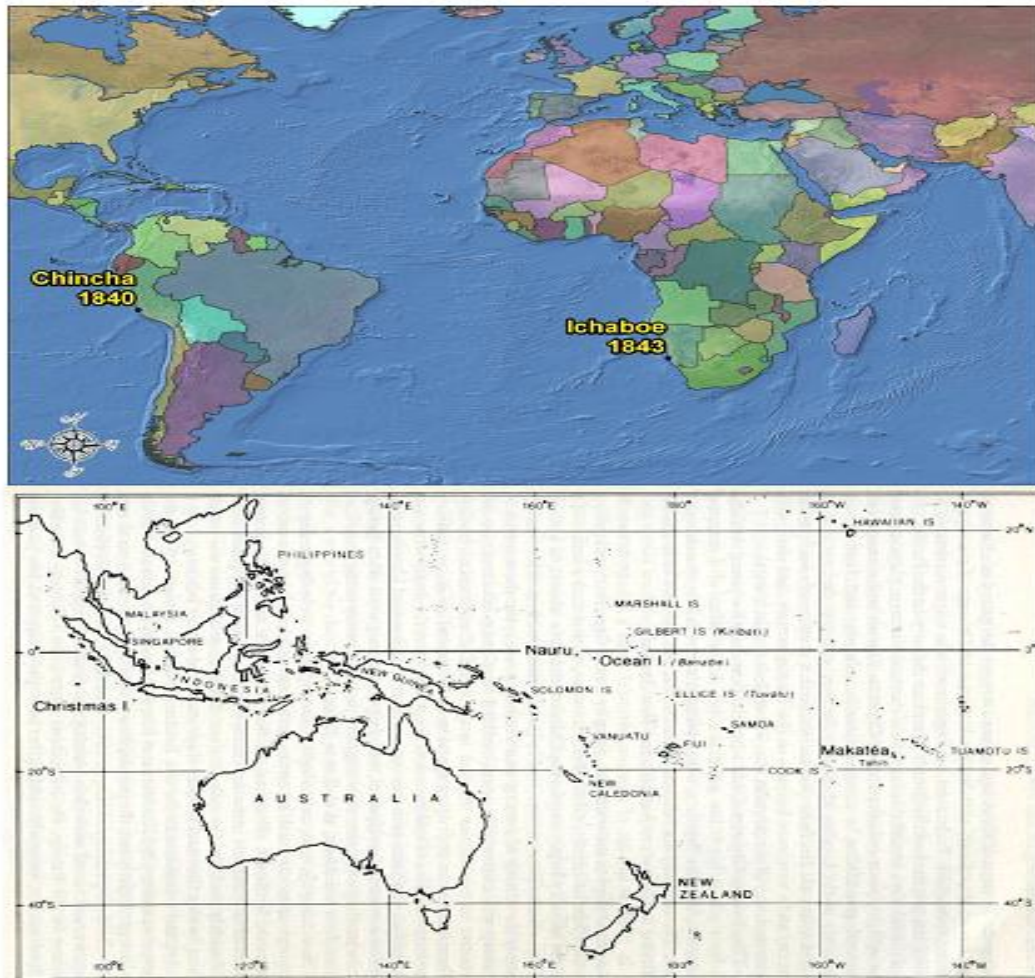 Chincha
1840
Ichaboe
1843
100°E
140°E
160°E
180°
160°W
140°W
HAWAIIAN IS
20°N
PHILIPPINES
MALAYSIA
SINGAPORE
MARSHALL IS
GILBERT IS (Kiribati)
0°
Nauru
Ocean I. (Banaba)
0°
INDONESIA
NEW GUINEA
SOLOMON IS
ELLICE IS (Tuvalu)
Christmas I.
SAMOA
VANUATU
FIJI
Makatéa
TUAMOTU IS
Tahiti
20°S
COOK IS
20°S
NEW
CALEDONIA
AUSTRALIA
NEW
ZEALAND
40°S
40°S
100°E
120°E
140°E
160°E
180°
160°W
140°W